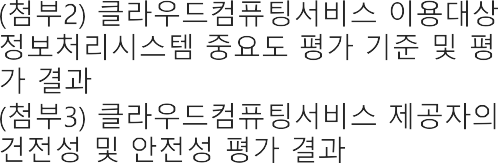 (첨부2) 클라우드컴퓨팅서비스 이용대상
정보처리시스템 중요도 평가 기준 및 평
가 결과
(첨부3) 클라우드컴퓨팅서비스 제공자의
건전성 및 안전성 평가 결과